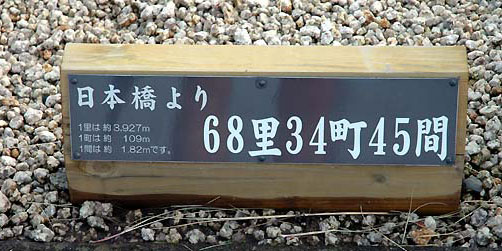 日本橋より
1里は 約 3.927m
1町は 約 109m
1間は 約 1.82mです。
68里34町45間